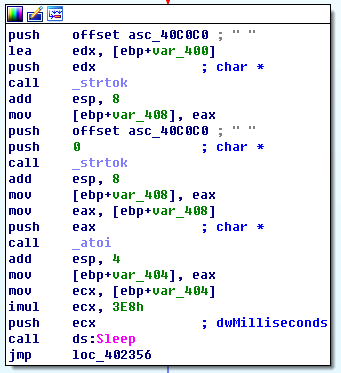 push offset asc_40C0C0 ; " "
lea edx, [ebp+var_400]
push edx ; char *
call _strtok
add esp, 8
mov [ebp+var_408], eax
push offset asc_40C0C0 ; " "
push 0 ; char *
call _strtok
add esp, 8
mov [ebp+var_408], eax
mov eax, [ebp+var_408]
push eax ; char *
call _atoi
add esp, 4
mov [ebp+var_404], eax
mov ecx, [ebp+var_404]
imul ecx, 3E8h
push ecx ; dwMilliseconds
call ds:Sleep
jmp loc_402356